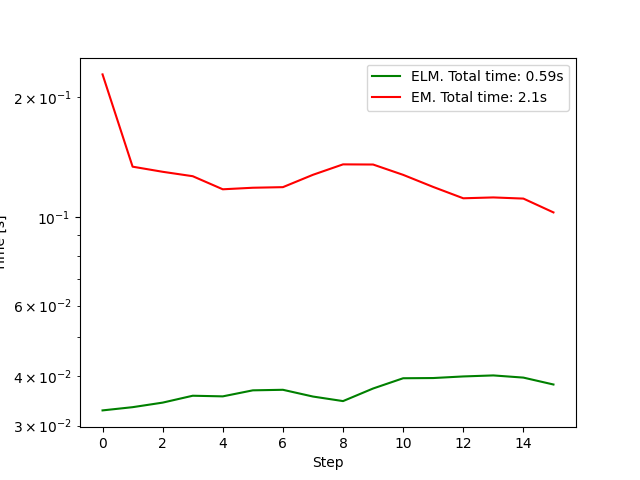 ELM. Total time: 0.59s
EM. Total time: 2.1s
2 × 10⁻¹
10⁻¹
6 × 10⁻²
4 × 10⁻²
3 × 10⁻²
[s]
0 2 4 6 8 10 12 14
Step